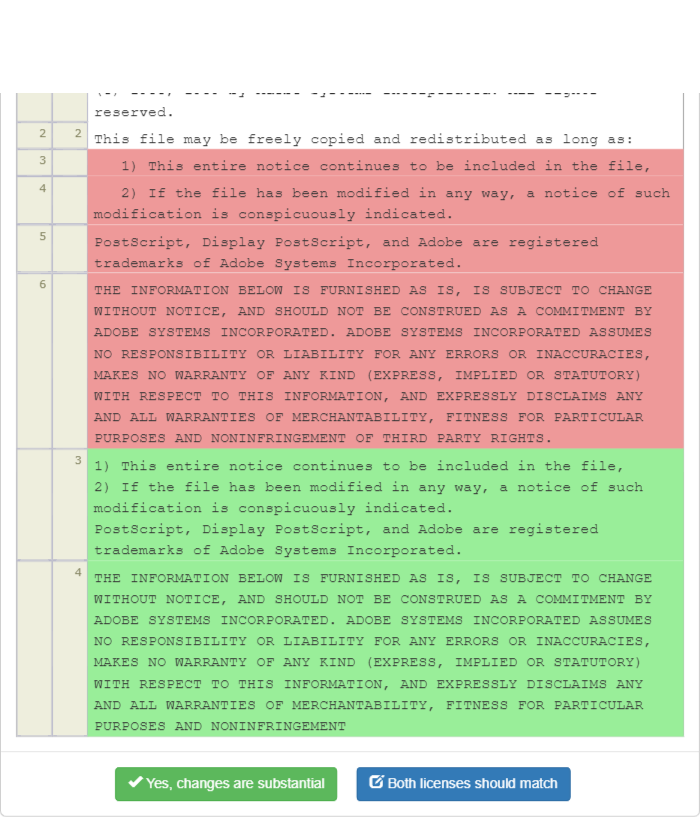 reserved.
2 2 This file may be freely copied and redistributed as long as:
3 1) This entire notice continues to be included in the file,
4 2) If the file has been modified in any way, a notice of such
modification is conspicuously indicated.
5 PostScript, Display PostScript, and Adobe are registered
trademarks of Adobe Systems Incorporated.
6 THE INFORMATION BELOW IS FURNISHED AS IS, IS SUBJECT TO CHANGE
WITHOUT NOTICE, AND SHOULD NOT BE CONSTRUED AS A COMMITMENT BY
ADOBE SYSTEMS INCORPORATED. ADOBE SYSTEMS INCORPORATED ASSUMES
NO RESPONSIBILITY OR LIABILITY FOR ANY ERRORS OR INACCURACIES,
MAKES NO WARRANTY OF ANY KIND (EXPRESS, IMPLIED OR STATUTORY)
WITH RESPECT TO THIS INFORMATION, AND EXPRESSLY DISCLAIMS ANY
AND ALL WARRANTIES OF MERCHANTABILITY, FITNESS FOR PARTICULAR
PURPOSES AND NONINFRINGEMENT OF THIRD PARTY RIGHTS.
3 1) This entire notice continues to be included in the file,
2) If the file has been modified in any way, a notice of such
modification is conspicuously indicated.
PostScript, Display PostScript, and Adobe are registered
trademarks of Adobe Systems Incorporated.
4 THE INFORMATION BELOW IS FURNISHED AS IS, IS SUBJECT TO CHANGE
WITHOUT NOTICE, AND SHOULD NOT BE CONSTRUED AS A COMMITMENT BY
ADOBE SYSTEMS INCORPORATED. ADOBE SYSTEMS INCORPORATED ASSUMES
NO RESPONSIBILITY OR LIABILITY FOR ANY ERRORS OR INACCURACIES,
MAKES NO WARRANTY OF ANY KIND (EXPRESS, IMPLIED OR STATUTORY)
WITH RESPECT TO THIS INFORMATION, AND EXPRESSLY DISCLAIMS ANY
AND ALL WARRANTIES OF MERCHANTABILITY, FITNESS FOR PARTICULAR
PURPOSES AND NONINFRINGEMENT
Yes, changes are substantial
Both licenses should match